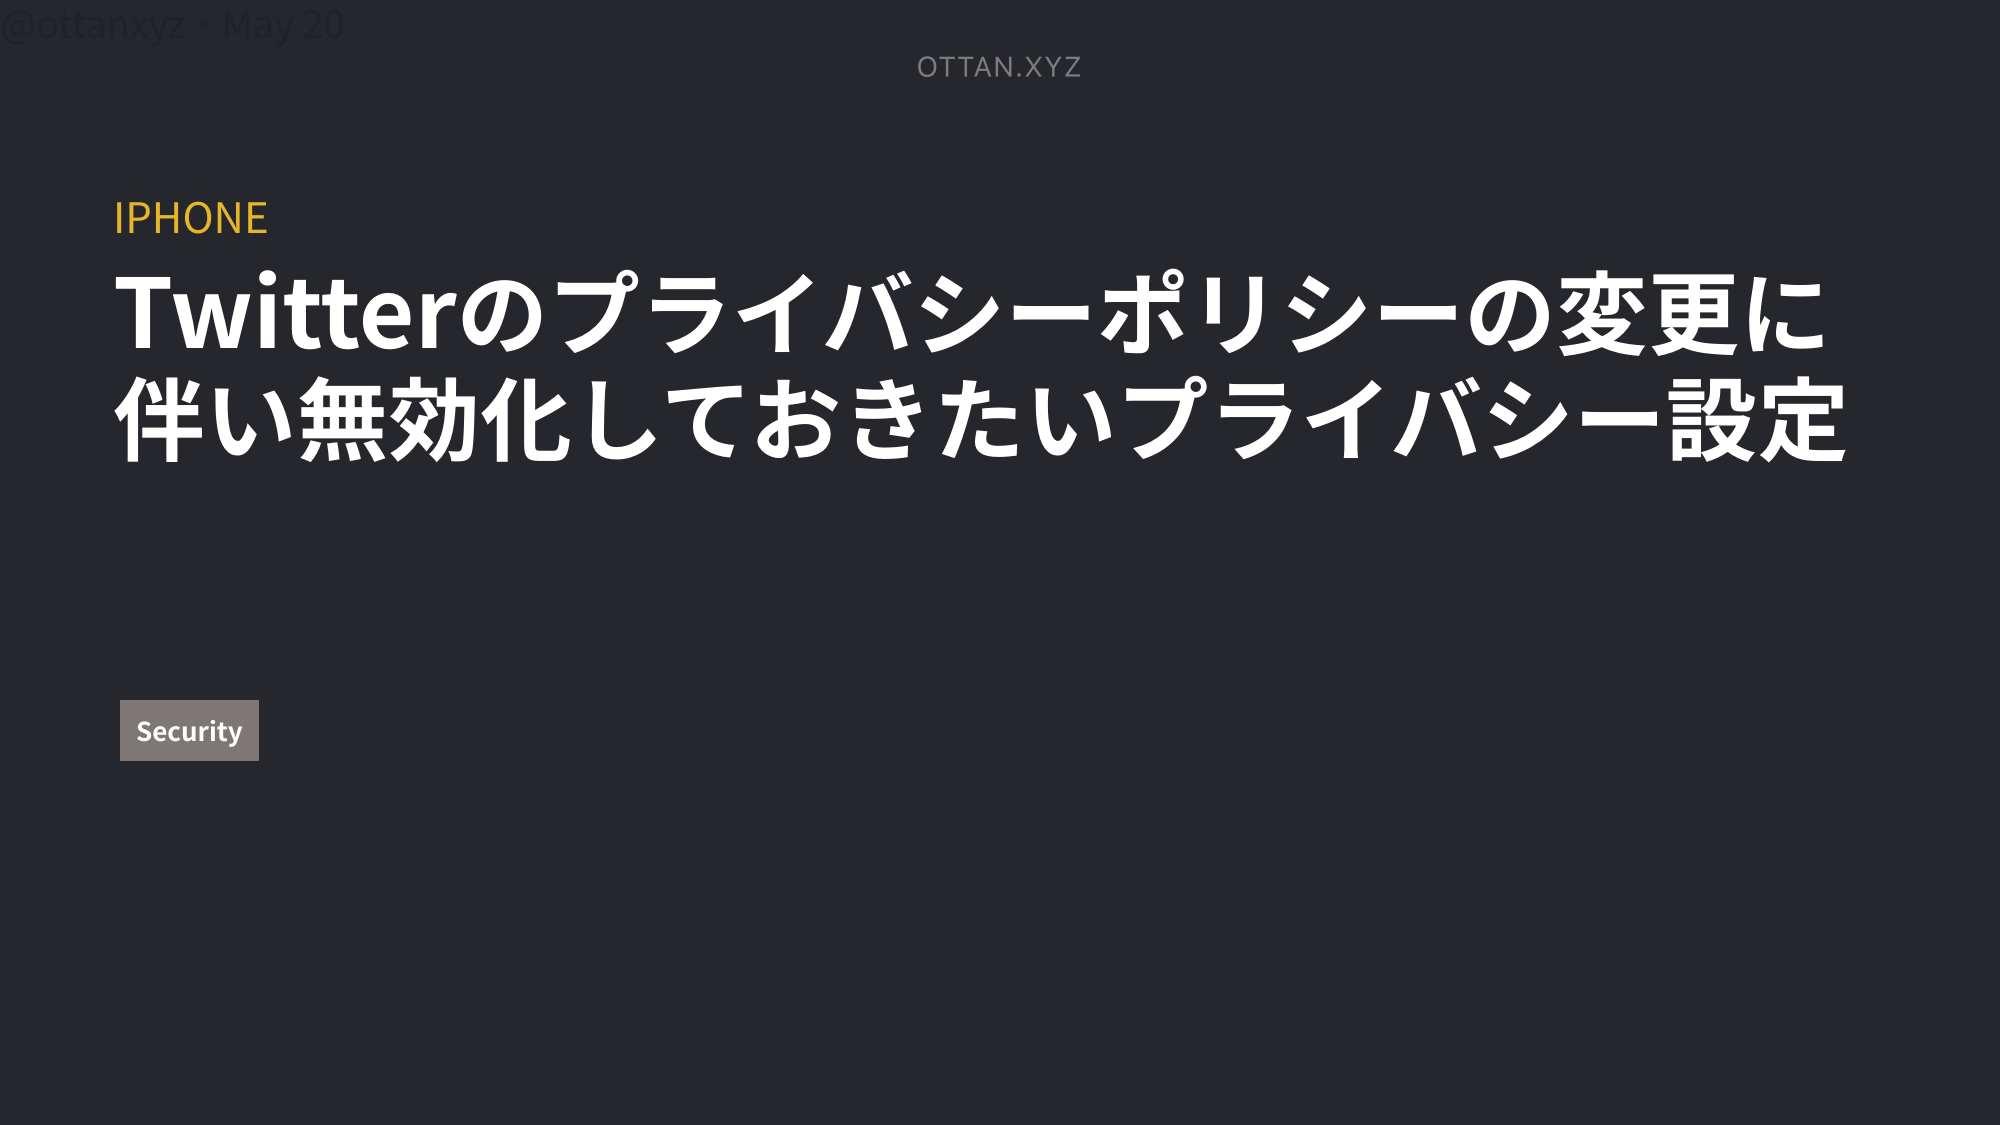 @ottanxyz・May 20
OTTAN.XYZ
IPHONE
Twitterのプライバシーポリシーの変更に
伴い無効化しておきたいプライバシー設定
Security